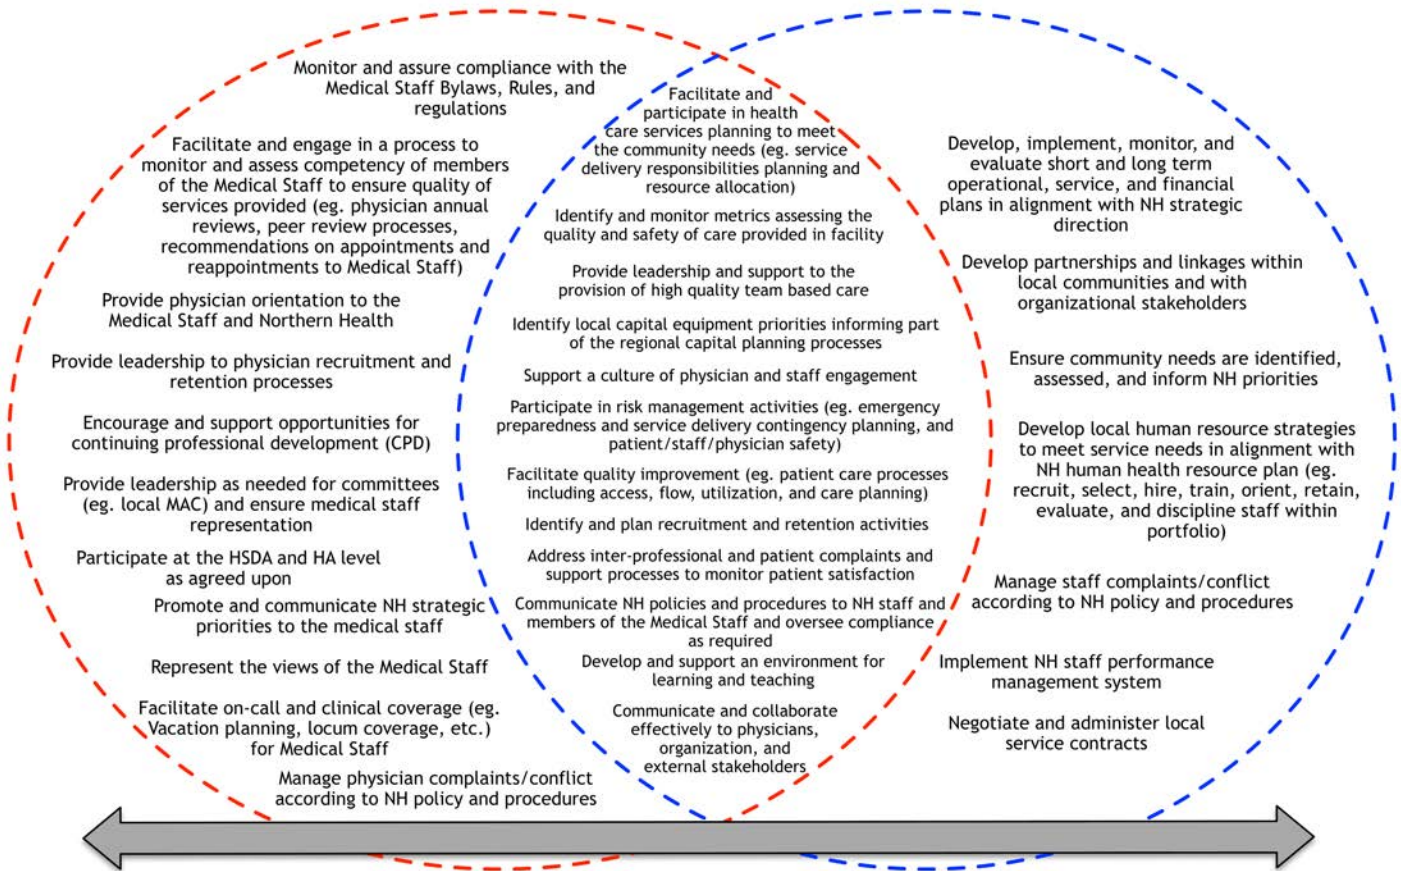 Monitor and assure compliance with the
Medical Staff Bylaws, Rules, and
regulations
Facilitate and engage in a process to
monitor and assess competency of members
of the Medical Staff to ensure quality of
services provided (eg. physician annual
reviews, peer review processes,
recommendations on appointments and
reappointments to Medical Staff)
Provide physician orientation to the
Medical Staff and Northern Health
Provide leadership to physician recruitment and
retention processes
Encourage and support opportunities for
continuing professional development (CPD)
Provide leadership as needed for committees
(eg. local MAC) and ensure medical staff
representation
Participate at the HSDA and HA level
as agreed upon
Promote and communicate NH strategic
priorities to the medical staff
Represent the views of the Medical Staff
Facilitate on-call and clinical coverage (eg.
Vacation planning, locum coverage, etc.)
for Medical Staff
Manage physician complaints/conflict
according to NH policy and procedures
Facilitate and
participate in health
care services planning to meet
the community needs (eg. service
delivery responsibilities planning and
resource allocation)
Identify and monitor metrics assessing the
quality and safety of care provided in facility
Provide leadership and support to the
provision of high quality team based care
Identify local capital equipment priorities informing part
of the regional capital planning processes
Support a culture of physician and staff engagement
Participate in risk management activities (eg. emergency
preparedness and service delivery contingency planning, and
patient/staff/physician safety)
Facilitate quality improvement (eg. patient care processes
including access, flow, utilization, and care planning)
Identify and plan recruitment and retention activities
Address inter-professional and patient complaints and
support processes to monitor patient satisfaction
Communicate NH policies and procedures to NH staff and
members of the Medical Staff and oversee compliance
as required
Develop and support an environment for
learning and teaching
Communicate and collaborate
effectively to physicians,
organization, and
external stakeholders
Develop, implement, monitor, and
evaluate short and long term
operational, service, and financial
plans in alignment with NH strategic
direction
Develop partnerships and linkages within
local communities and with
organizational stakeholders
Ensure community needs are identified,
assessed, and inform NH priorities
Develop local human resource strategies
to meet service needs in alignment with
NH human health resource plan (eg.
recruit, select, hire, train, orient, retain,
evaluate, and discipline staff within
portfolio)
Manage staff complaints/conflict
according to NH policy and procedures
Implement NH staff performance
management system
Negotiate and administer local
service contracts